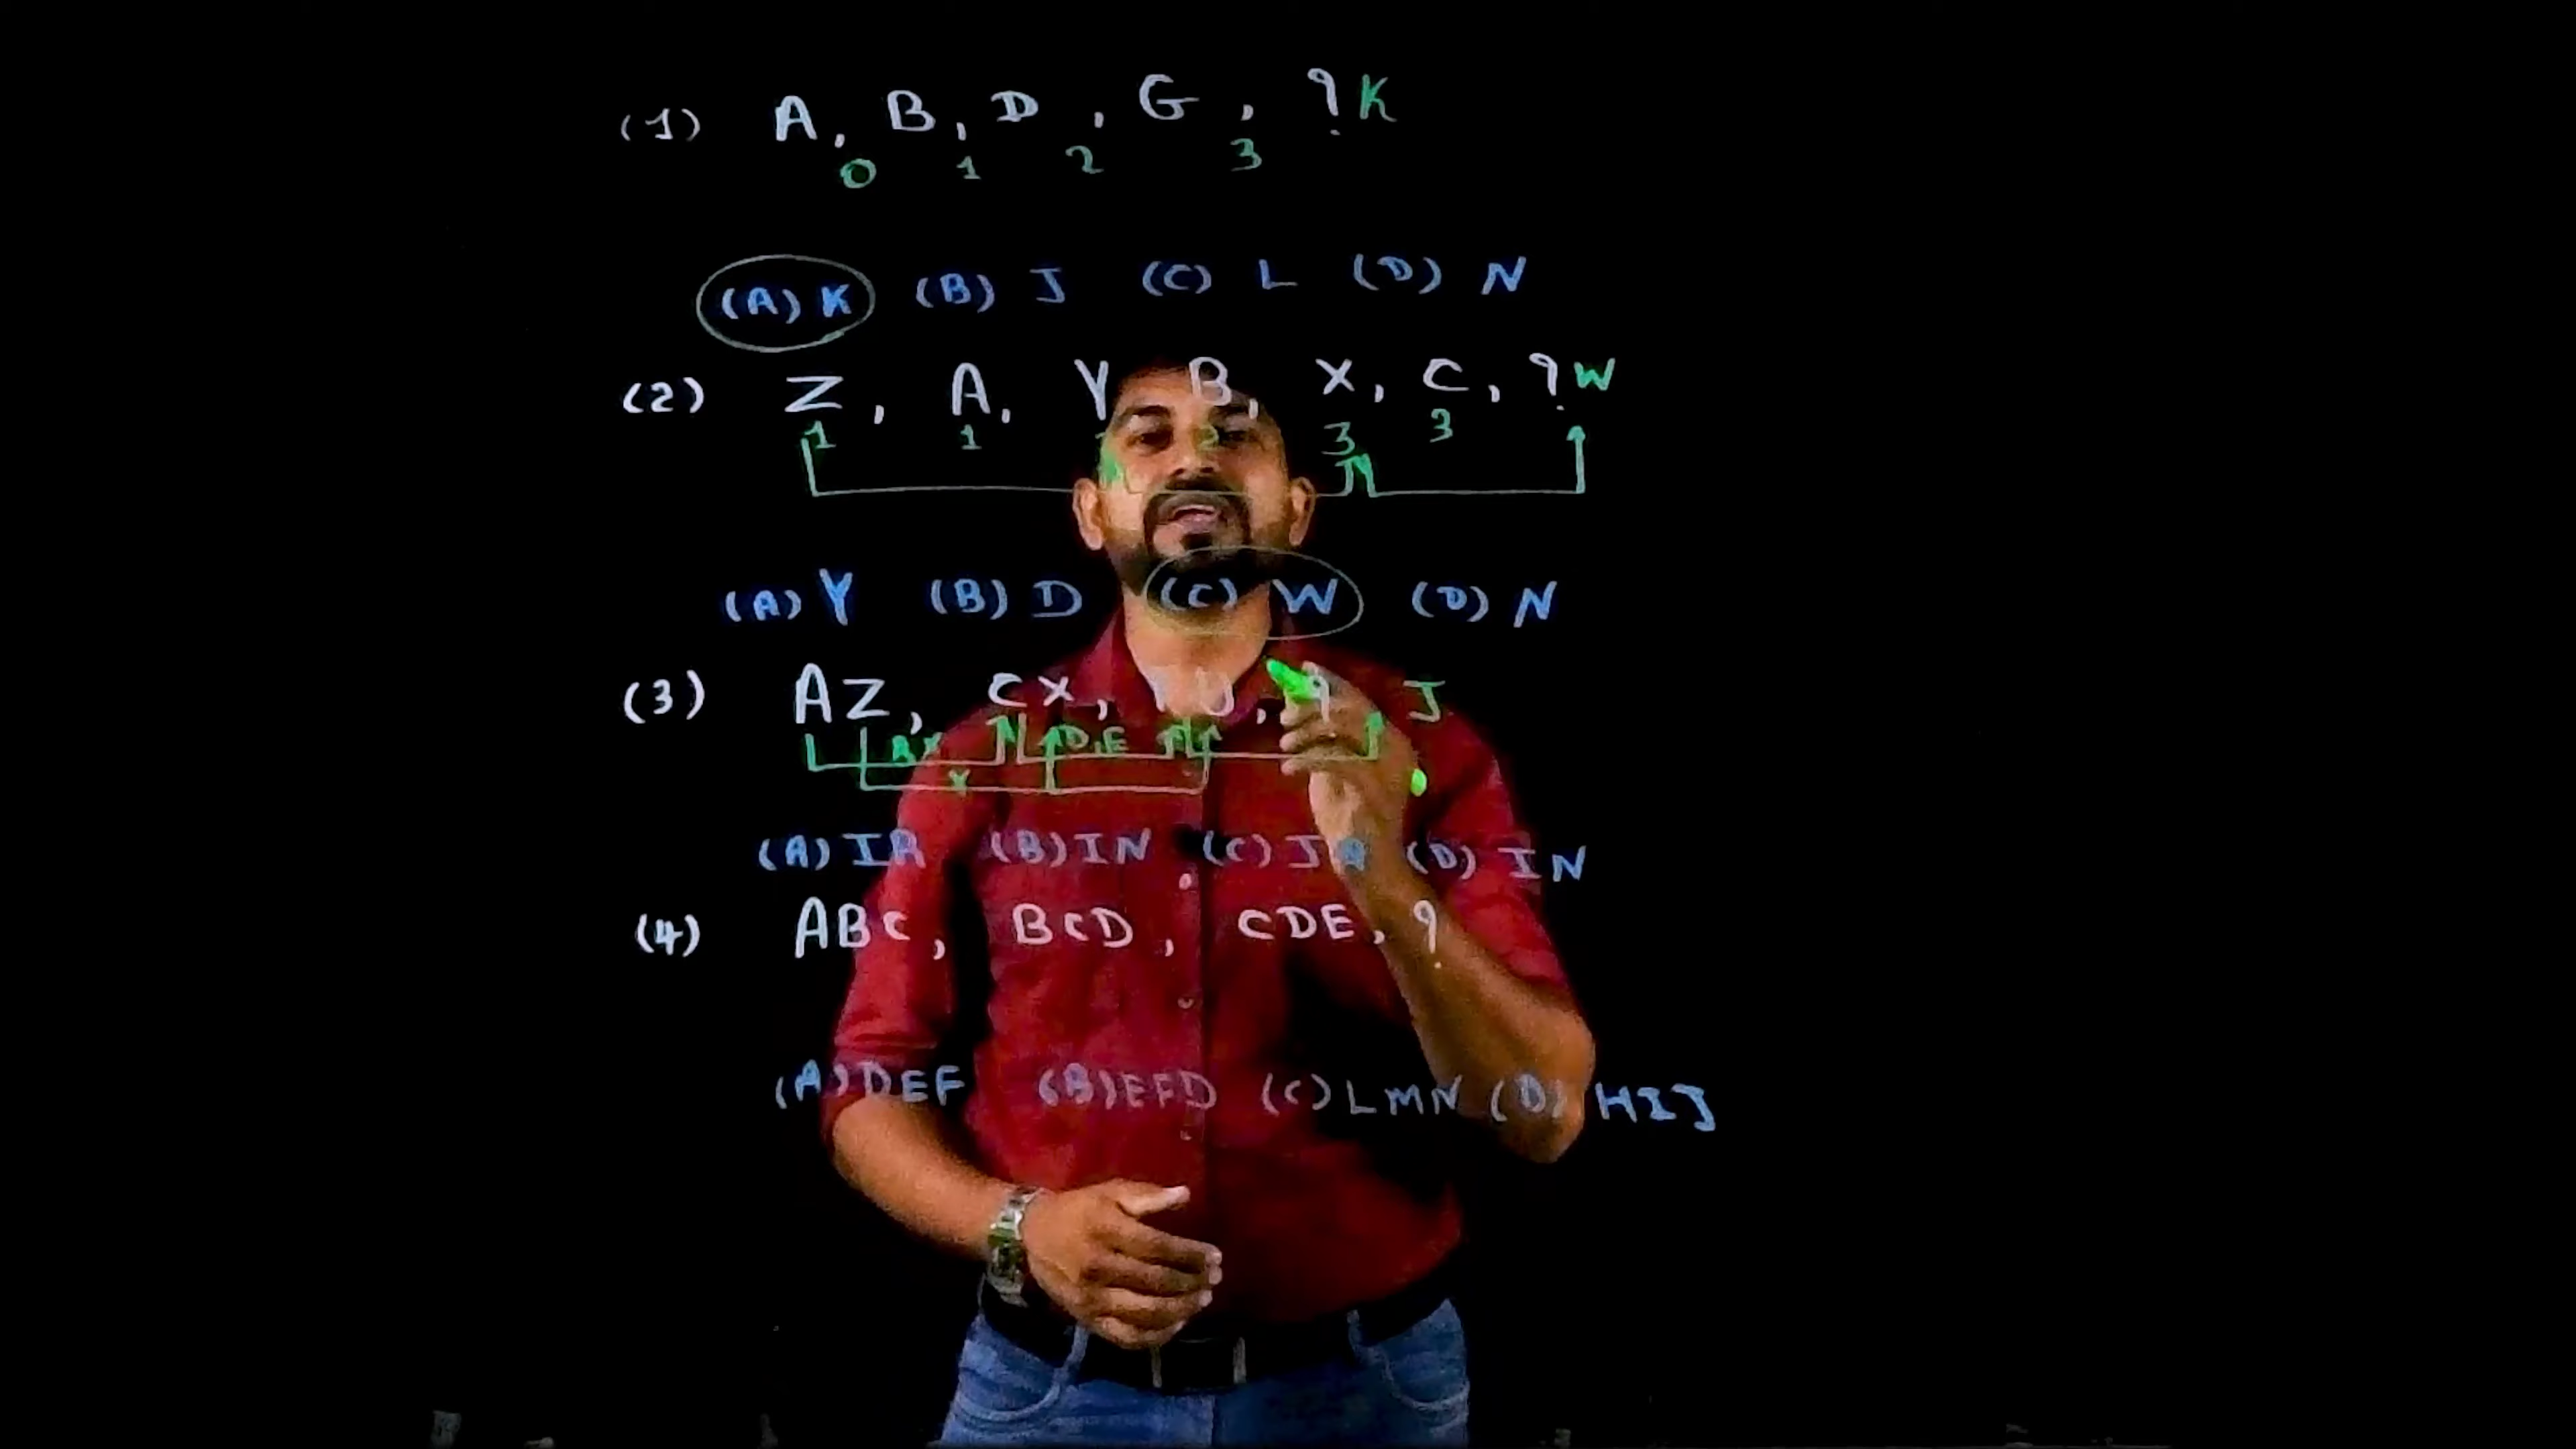 (1) A, B, D, G, ? K
0 1 2 3
(A) K (B) J (C) L (D) N
(2) Z, A, Y B, X, C, ? W
1 1 3 3
(A) Y (B) D (C) W (D) N
(3) AZ, CX, U, ? J
D,E
Y
(A) IR (B) IN (C) J (D) IN
(4) ABC, BCD, CDE, ?
(A) DEF (B) EFD (C) LMN (D) HIJ